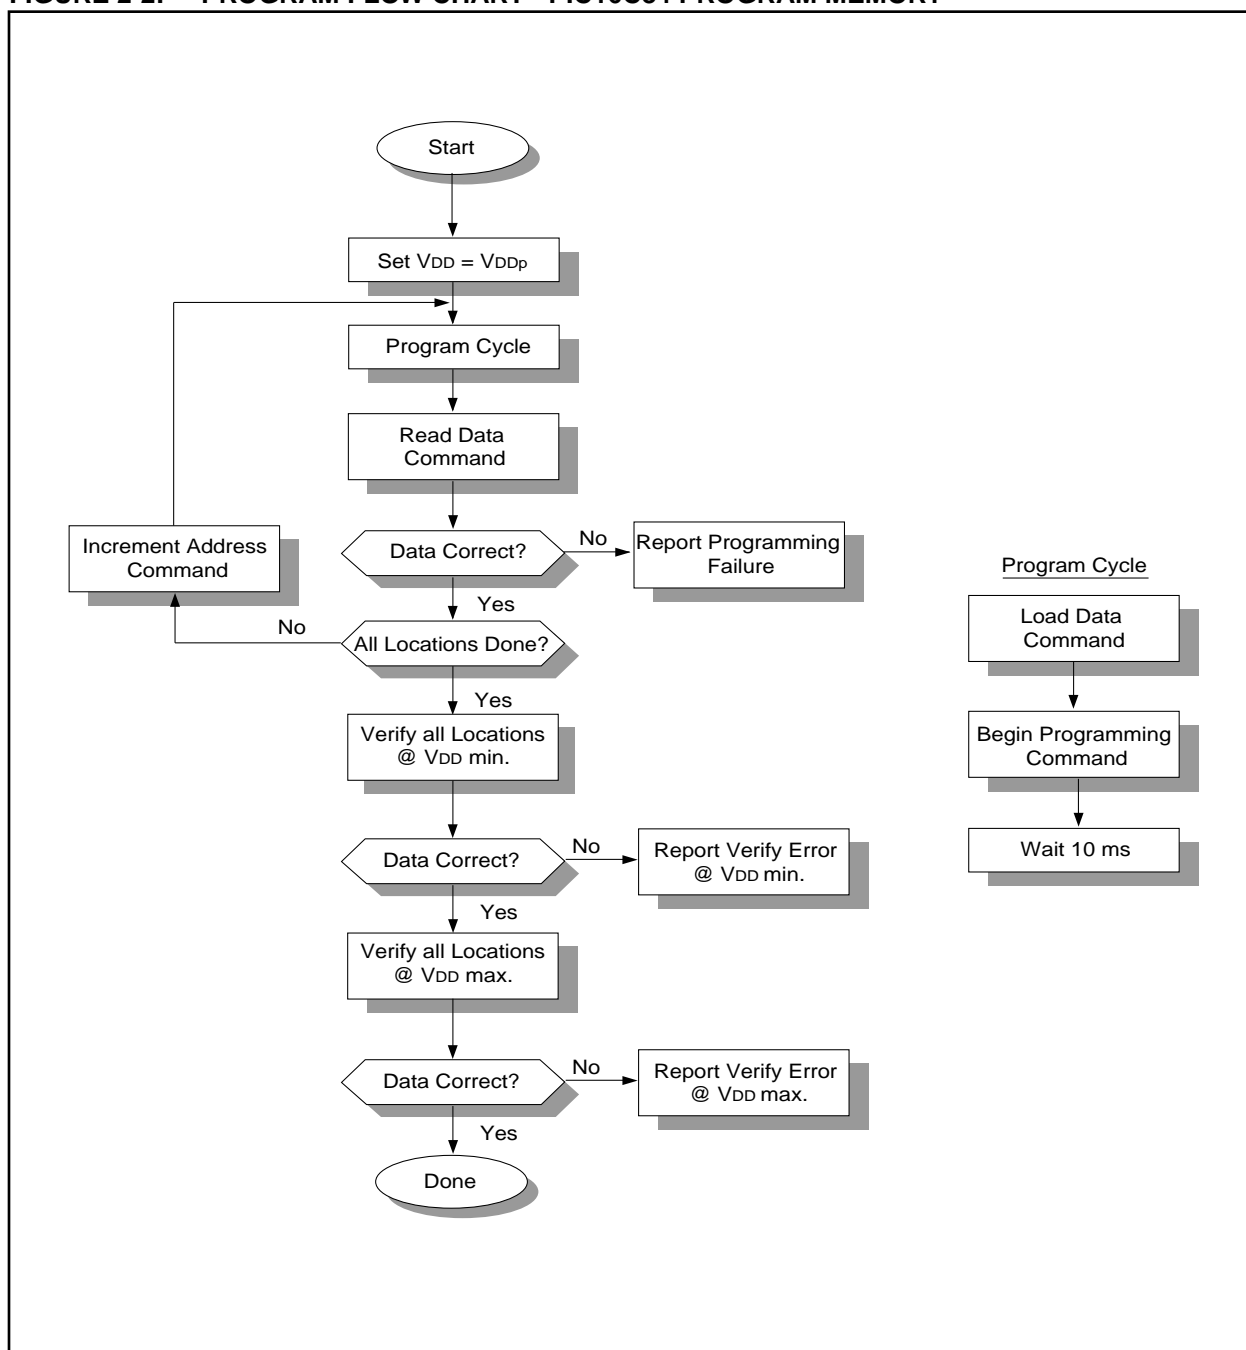 Start
Set VDD = VDDp
Program Cycle
Read Data
Command
Increment Address
Command
Data Correct?
No
Report Programming
Failure
Yes
No
All Locations Done?
Yes
Verify all Locations
@ VDD min.
Data Correct?
No
Report Verify Error
@ VDD min.
Yes
Verify all Locations
@ VDD max.
Data Correct?
No
Report Verify Error
@ VDD max.
Yes
Done
Program Cycle
Load Data
Command
Begin Programming
Command
Wait 10 ms